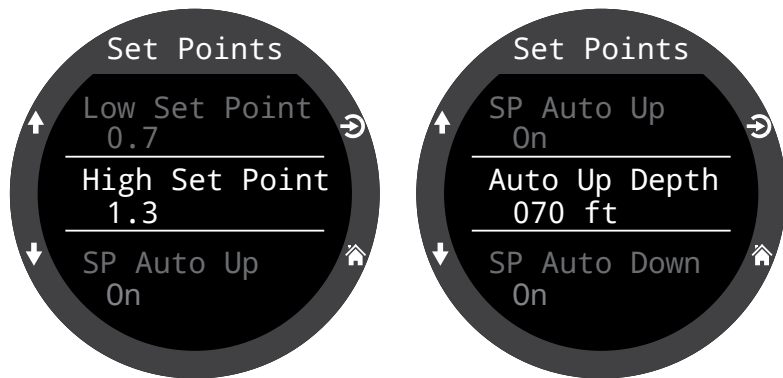 Set Points
Low Set Point
0.7
High Set Point
1.3
SP Auto Up
On
Set Points
SP Auto Up
On
Auto Up Depth
070 ft
SP Auto Down
On